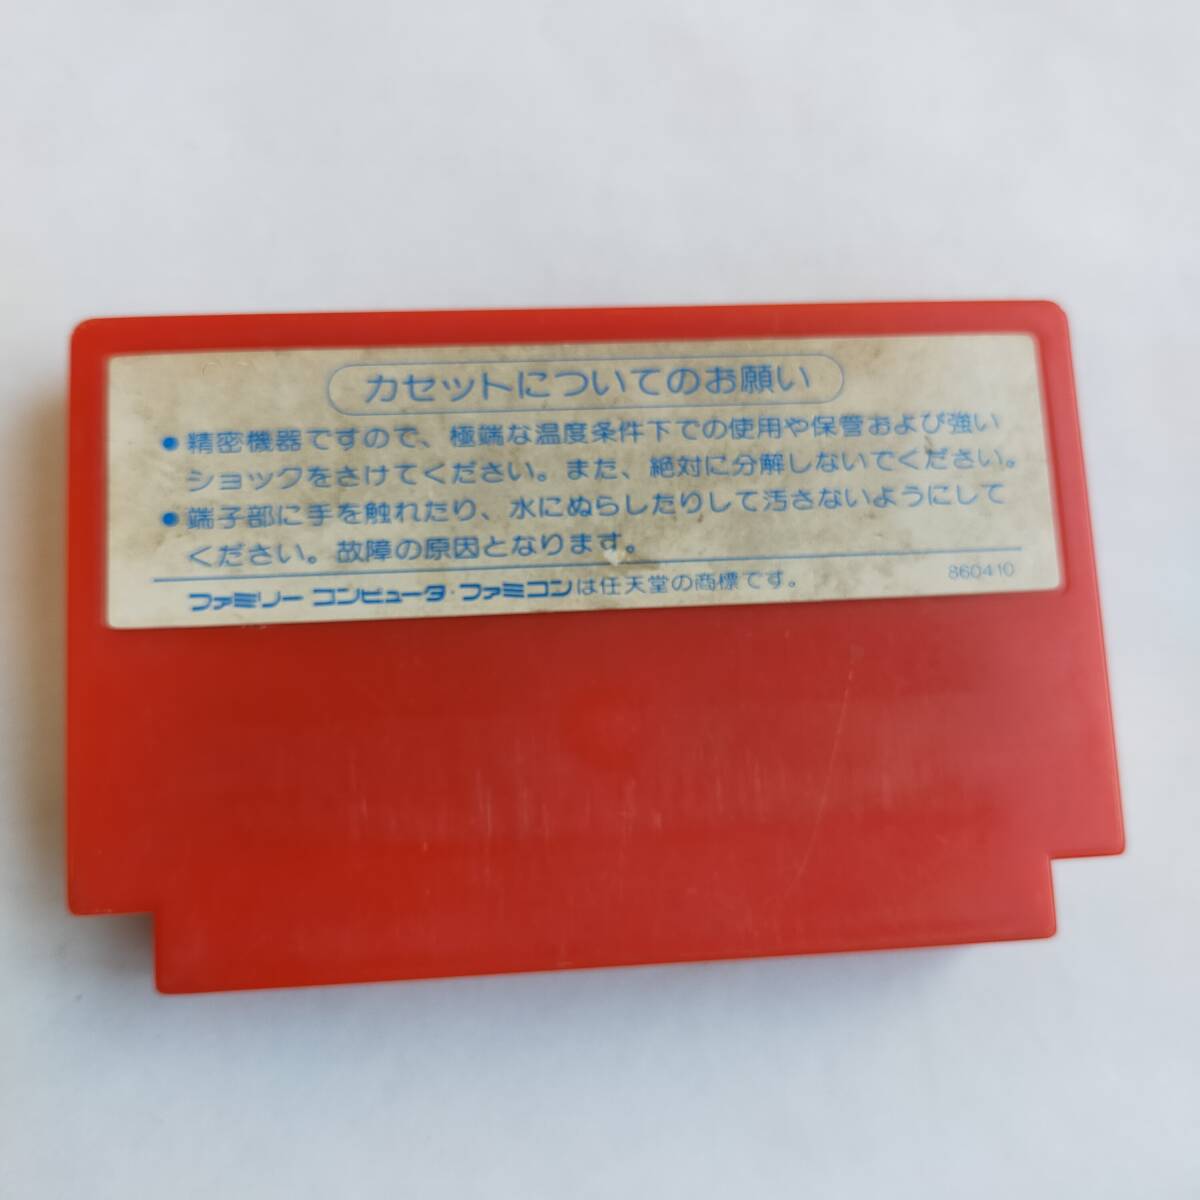 カセットについてのお願い
●精密機器ですので、極端な温度条件下での使用や保管および強い
ショックをさけてください。また、絶対に分解しないでください。
●端子部に手を触れたり、水にぬらしたりして汚さないようにして
ください。故障の原因となります。
ファミリー コンピュータ・ファミコンは任天堂の商標です。
860410